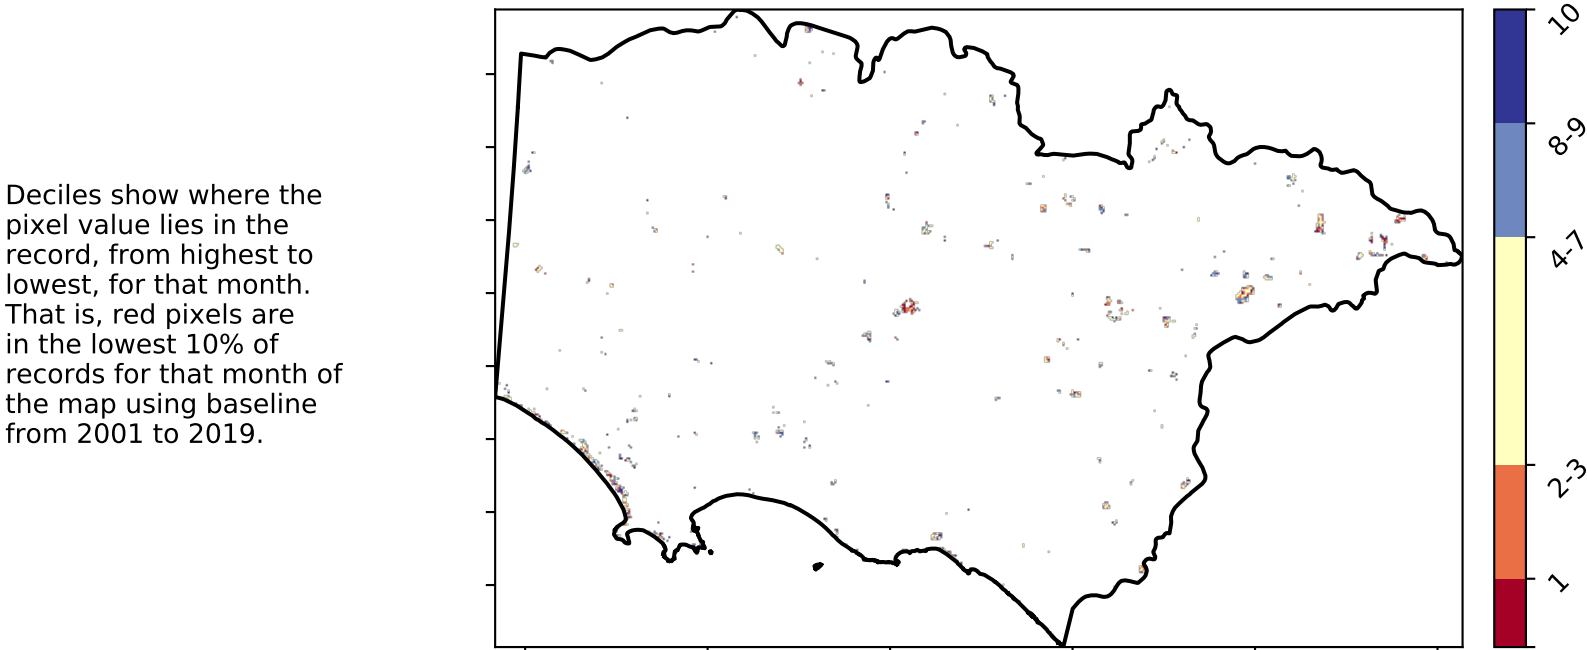 Deciles show where the
pixel value lies in the
record, from highest to
lowest, for that month.
That is, red pixels are
in the lowest 10% of
records for that month of
the map using baseline
from 2001 to 2019.
10
8-9
4-7
2-3
1